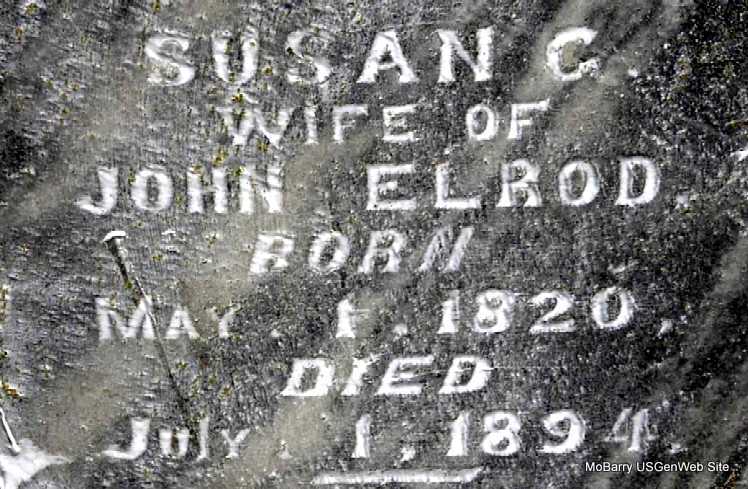 SUSAN C.
WIFE OF
JOHN ELROD.
BORN
MAY. 1. 1820.
DIED
July. 1, 1894.
MoBarry USGenWeb Site